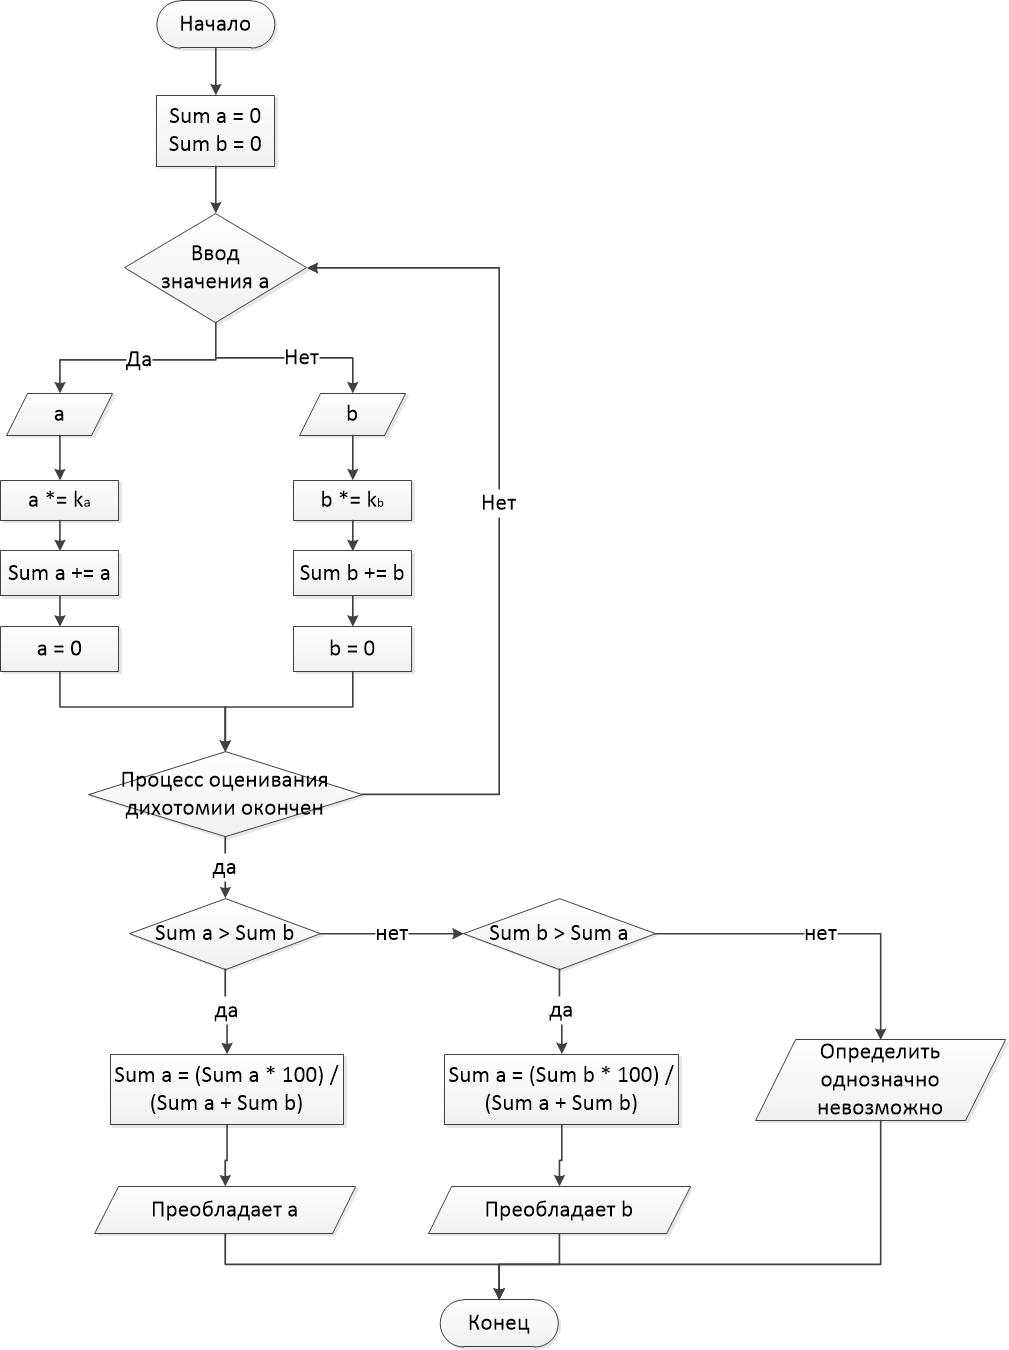 Начало
Sum a = 0
Sum b = 0
Ввод
значения a
Да
Нет
a
b
a *= ka
b *= kb
Нет
Sum a += a
Sum b += b
a = 0
b = 0
Процесс оценивания
дихотомии окончен
да
Sum a > Sum b
нет
Sum b > Sum a
нет
да
да
Sum a = (Sum a * 100) /
(Sum a + Sum b)
Sum a = (Sum b * 100) /
(Sum a + Sum b)
Определить
однозначно
невозможно
Преобладает a
Преобладает b
Конец